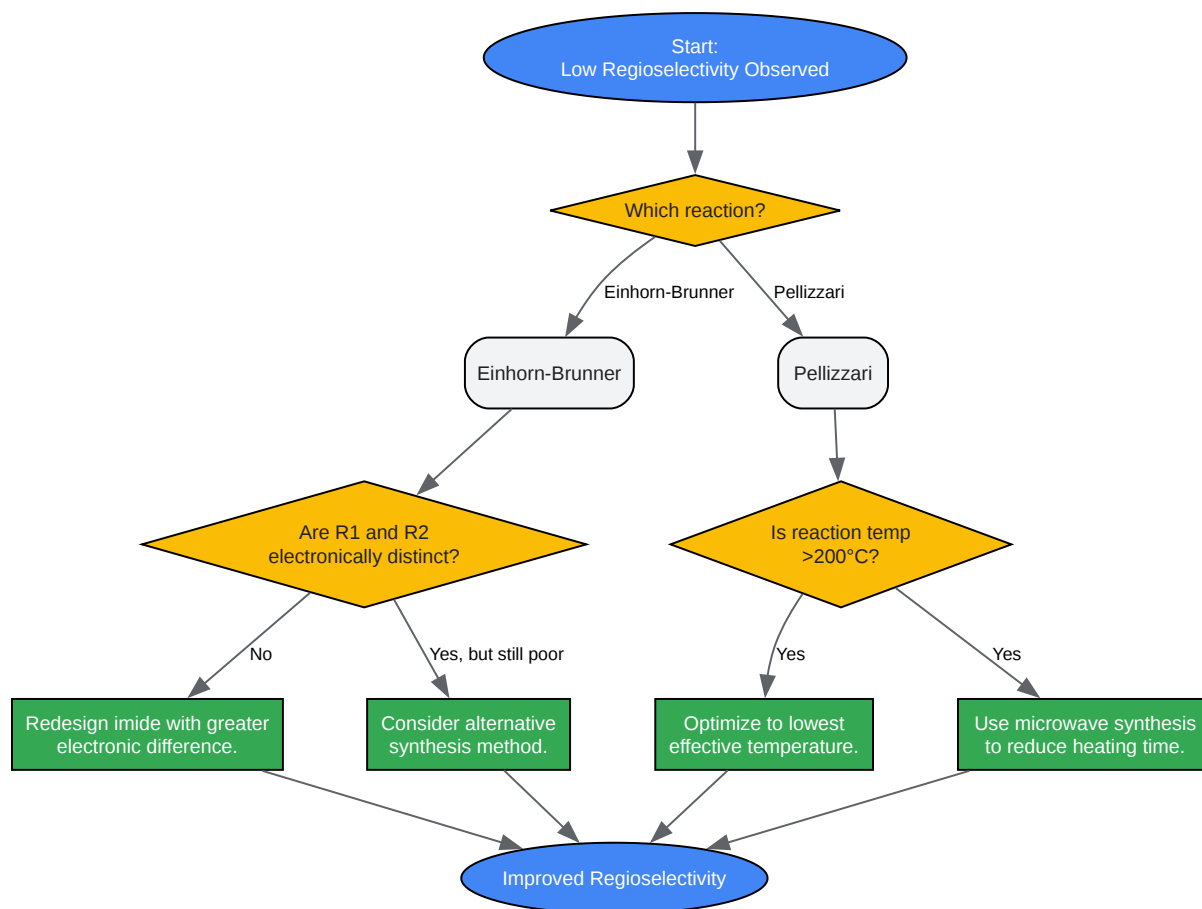 Start:
Low Regioselectivity Observed
Which reaction?
Einhorn-Brunner
Pellizzari
Einhorn-Brunner
Pellizzari
Are R1 and R2
electronically distinct?
Is reaction temp
>200°C?
No
Yes, but still poor
Yes
Yes
Redesign imide with greater
electronic difference.
Consider alternative
synthesis method.
Optimize to lowest
effective temperature.
Use microwave synthesis
to reduce heating time.
Improved Regioselectivity